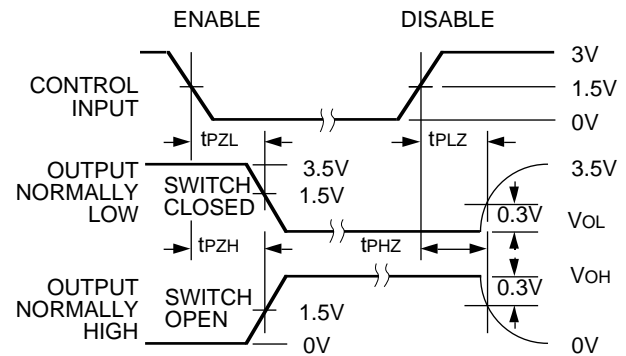 ENABLE DISABLE
3V
CONTROL
INPUT
1.5V
0V
tPZL tPLZ
OUTPUT
NORMALLY
LOW
SWITCH
CLOSED
3.5V
1.5V
3.5V
0.3V
VOL
tPZH tPHZ
OUTPUT
NORMALLY
HIGH
SWITCH
OPEN
1.5V
0V
0.3V
VOH
0V